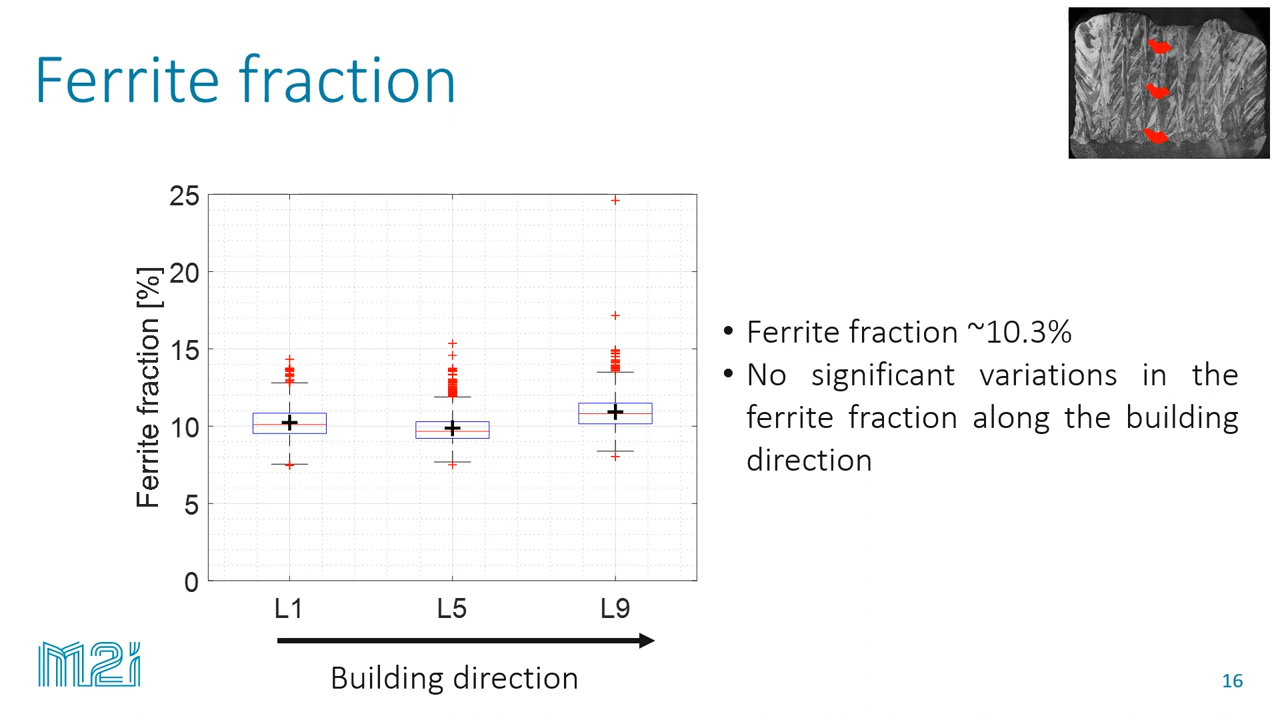 Ferrite fraction
Ferrite fraction [%]
25
20
15
10
5
0
L1 L5 L9
Building direction
• Ferrite fraction ~10.3%
• No significant variations in the
ferrite fraction along the building
direction
M2i
16